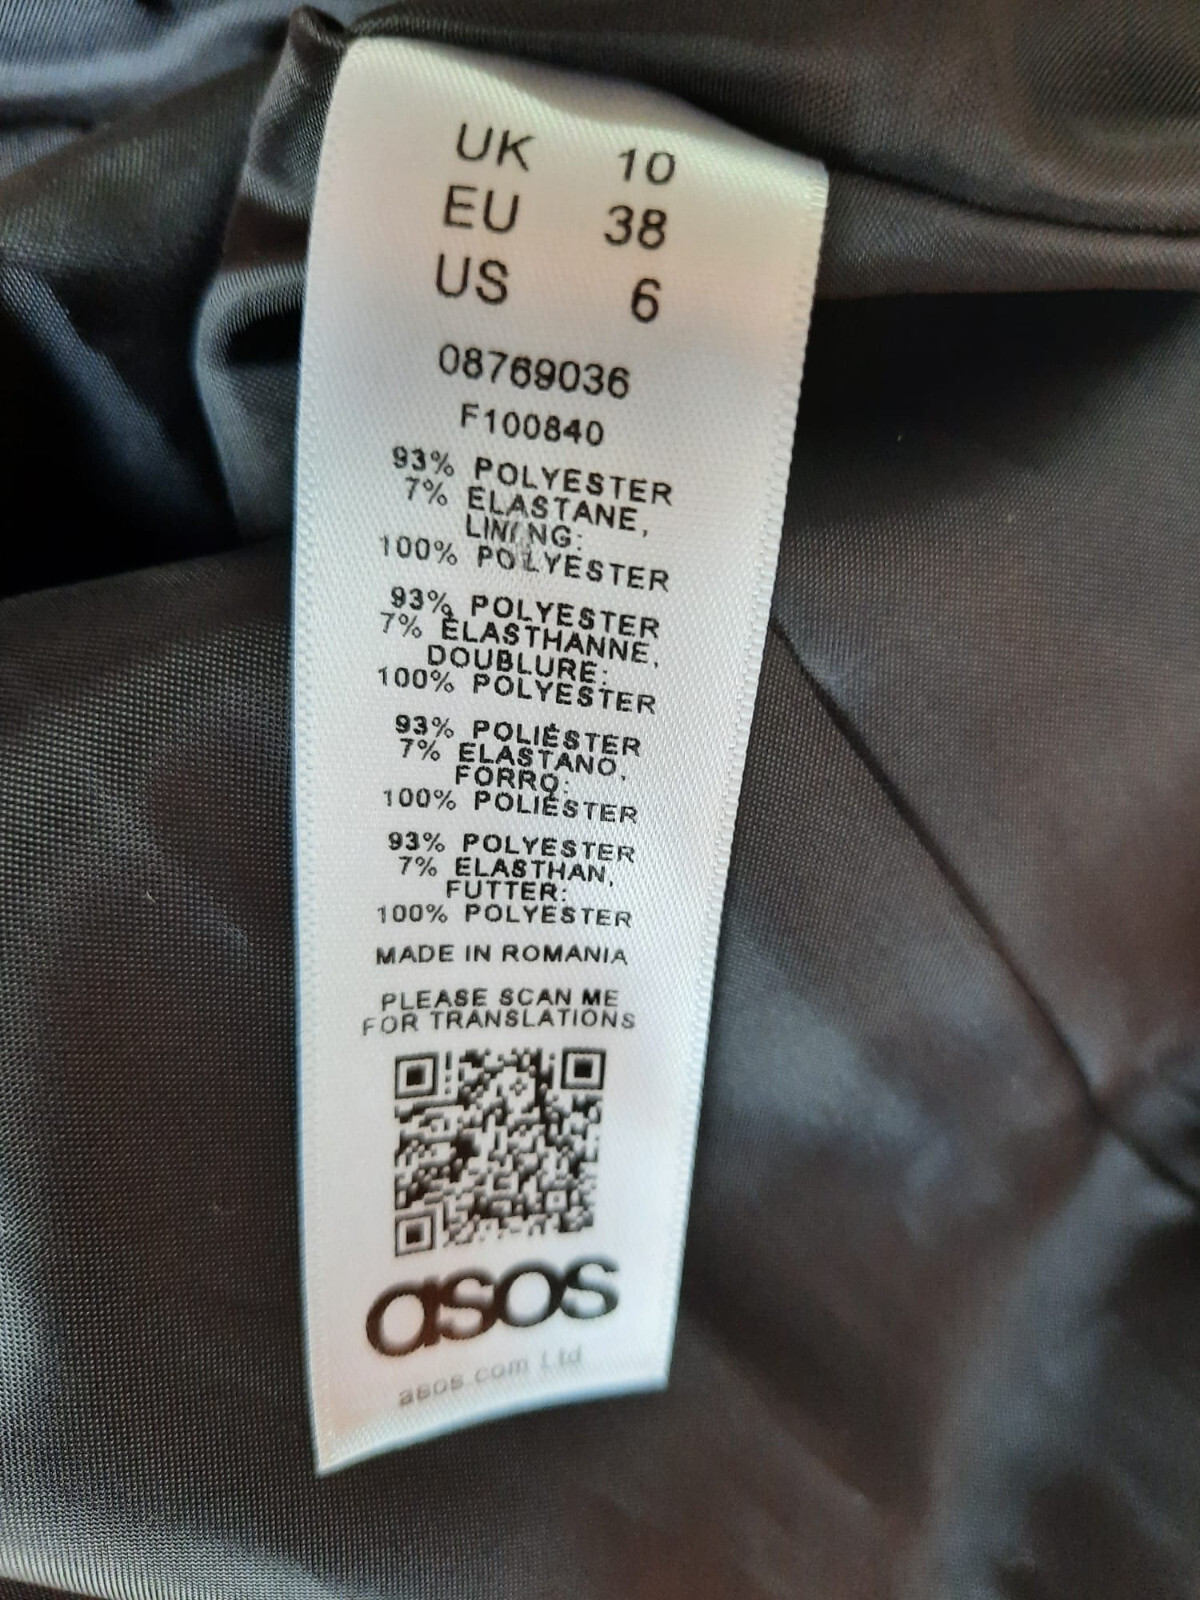 UK 10
EU 38
US 6
08769036
F100840
93% POLYESTER
7% ELASTANE,
LINING:
100% POLYESTER
93% POLYESTER
7% ÉLASTHANNE,
DOUBLURE:
100% POLYESTER
93% POLIÉSTER
7% ELASTANO,
FORRO:
100% POLIÉSTER
93% POLYESTER
7% ELASTHAN,
FUTTER:
100% POLYESTER
MADE IN ROMANIA
PLEASE SCAN ME
FOR TRANSLATIONS
asos
asos.com Ltd